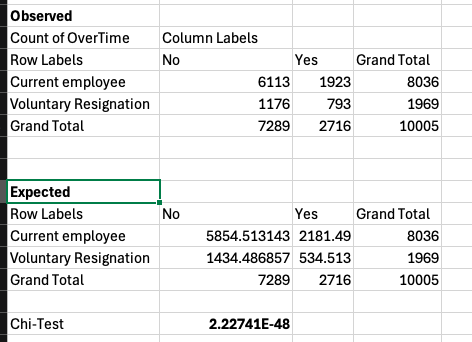 Observed
Count of OverTime Column Labels
Row Labels No Yes Grand Total
Current employee 6113 1923 8036
Voluntary Resignation 1176 793 1969
Grand Total 7289 2716 10005
Expected
Row Labels No Yes Grand Total
Current employee 5854.513143 2181.49 8036
Voluntary Resignation 1434.486857 534.513 1969
Grand Total 7289 2716 10005
Chi-Test 2.22741E-48